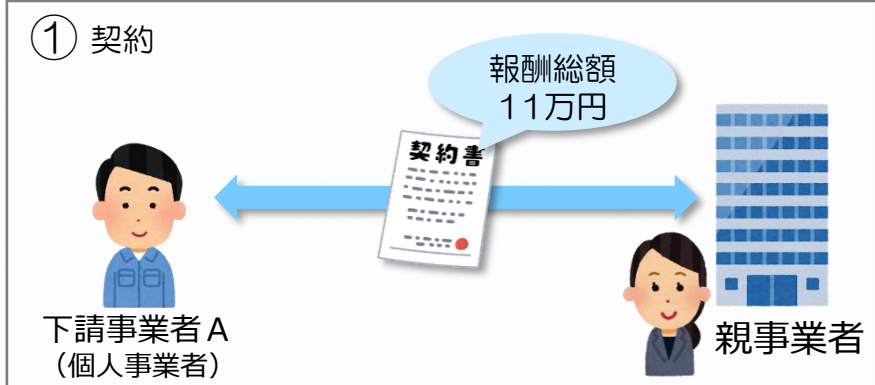 ① 契約
報酬総額
11万円
契約書
下請事業者A
（個人事業者）
親事業者